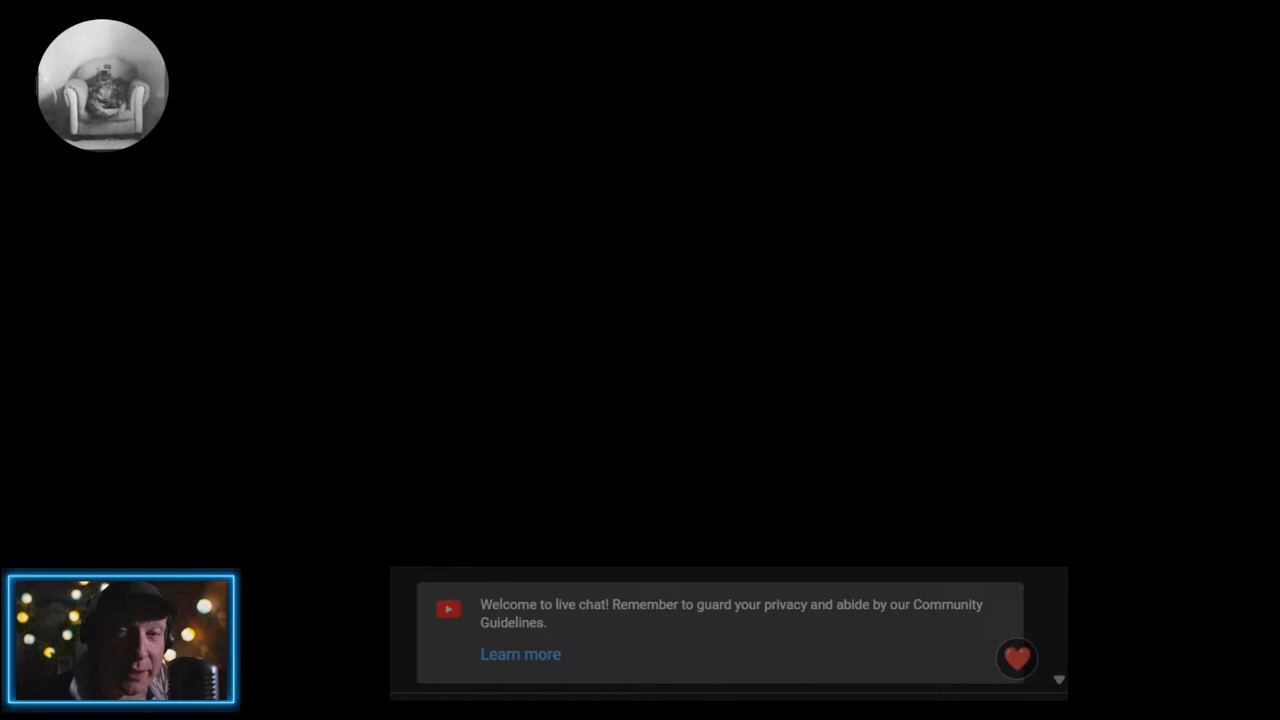 Welcome to live chat! Remember to guard your privacy and abide by our Community
Guidelines.
Learn more